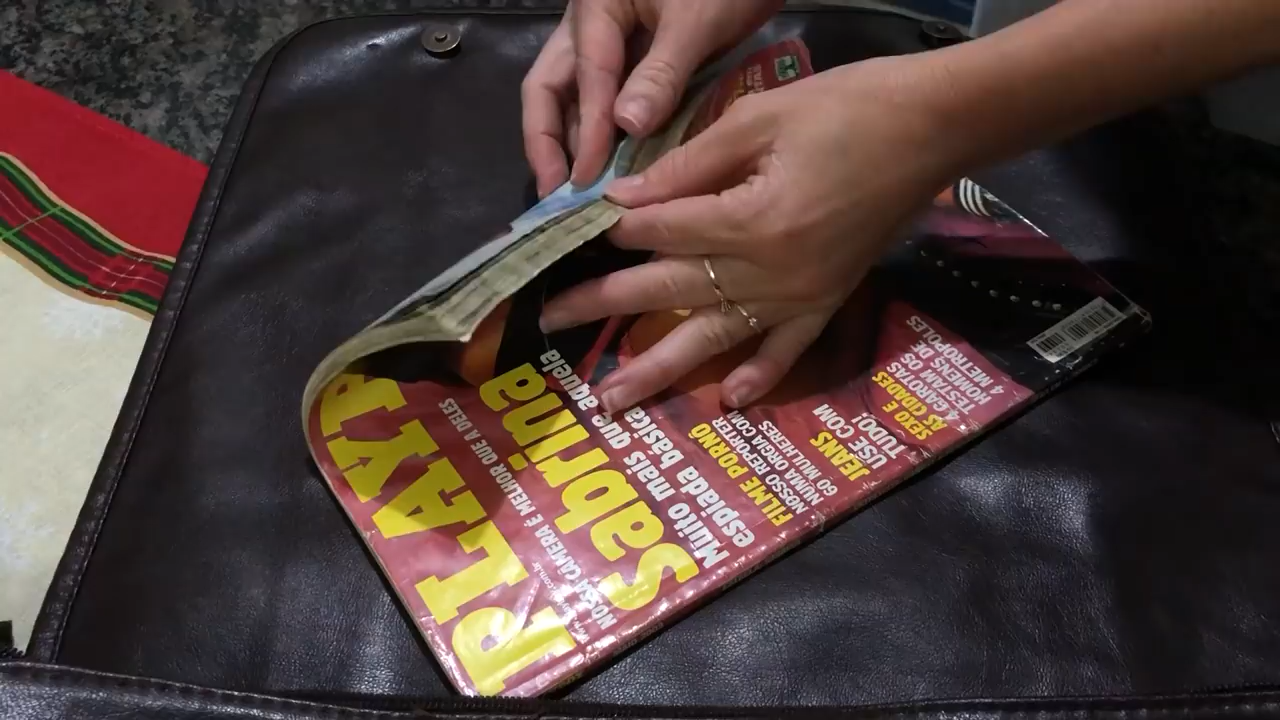 PLAYB
NOSSA CÂMERA É MELHOR QUE A DELES
Sabrina
Muito mais que aquela
espiada básica
FILME PORNÔ
NOSSO REPÓRTER
NUMA ORGIA COM
60 MULHERES
JEANS
USE COM
TUDO!
SEXO E
AS CIDADES
4 GAROTAS
TESTAM OS
HOMENS DE
4 METRÓPOLES